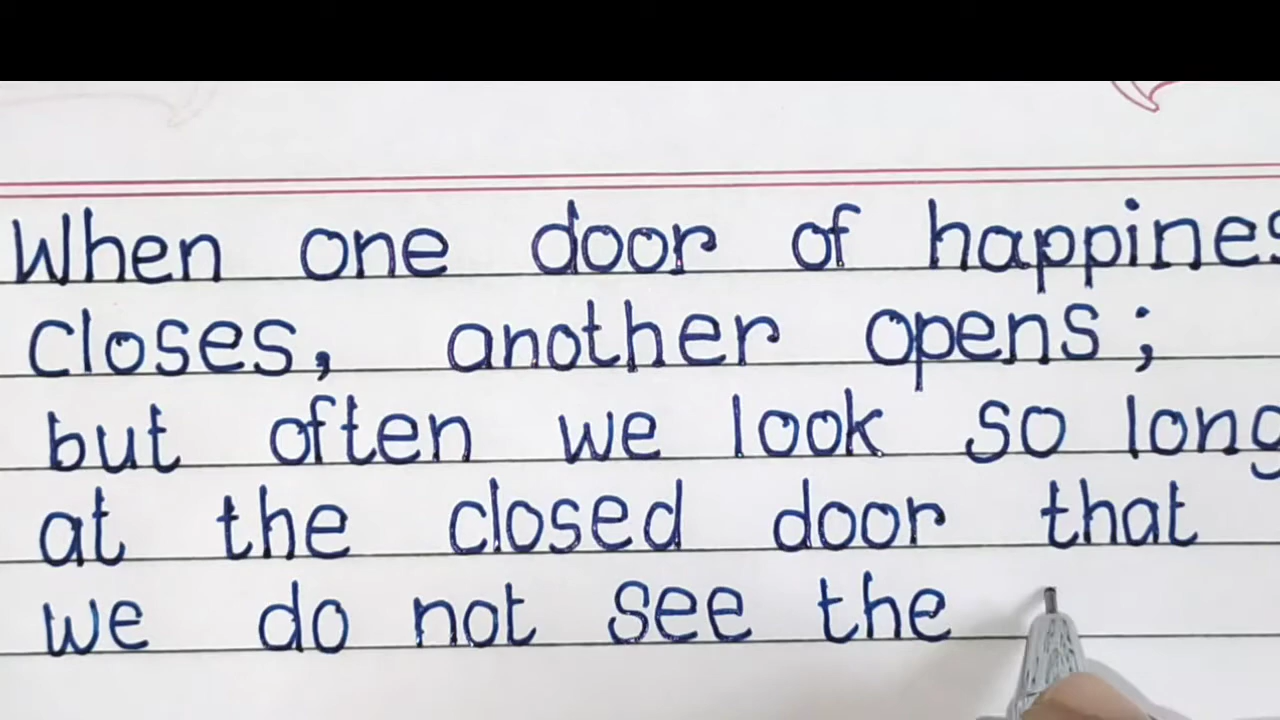 When one door of happines
closes, another opens;
but often we look so long
at the closed door that
we do not see the